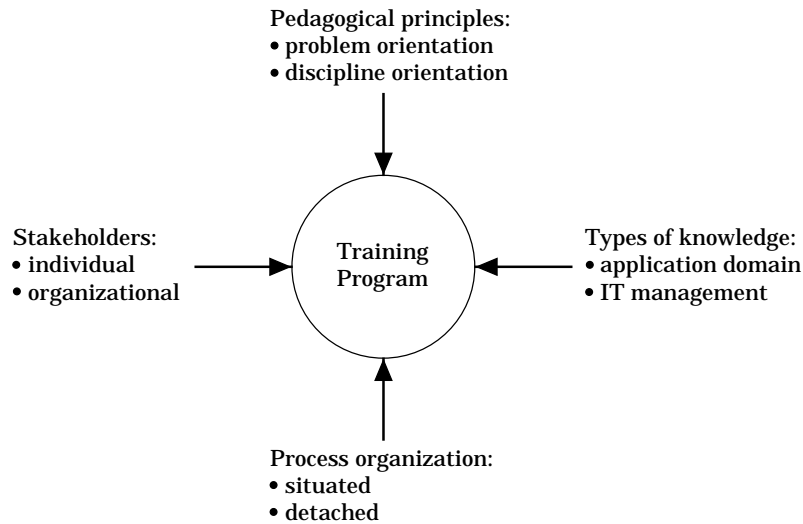 Pedagogical principles:
• problem orientation
• discipline orientation
Stakeholders:
• individual
• organizational
Training
Program
Types of knowledge:
• application domain
• IT management
Process organization:
• situated
• detached